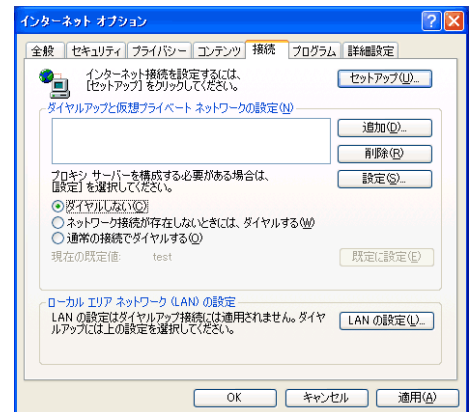 インターネット オプション
全般 セキュリティ プライバシー コンテンツ 接続 プログラム 詳細設定
インターネット接続を設定するには、
[セットアップ] をクリックしてください。
セットアップ(U)...
ダイヤルアップと仮想プライベート ネットワークの設定(N)
追加(D)...
削除(R)
プロキシ サーバーを構成する必要がある場合は、
[設定] を選択してください。
設定(S)...
ダイヤルしない(C)
ネットワーク接続が存在しないときには、ダイヤルする(W)
通常の接続でダイヤルする(O)
現在の既定値: test
既定に設定(E)
ローカル エリア ネットワーク (LAN) の設定
LAN の設定はダイヤルアップ接続には適用されません。ダイヤ
ルアップには上の設定を選択してください。
LAN の設定(L)...
OK キャンセル 適用(A)